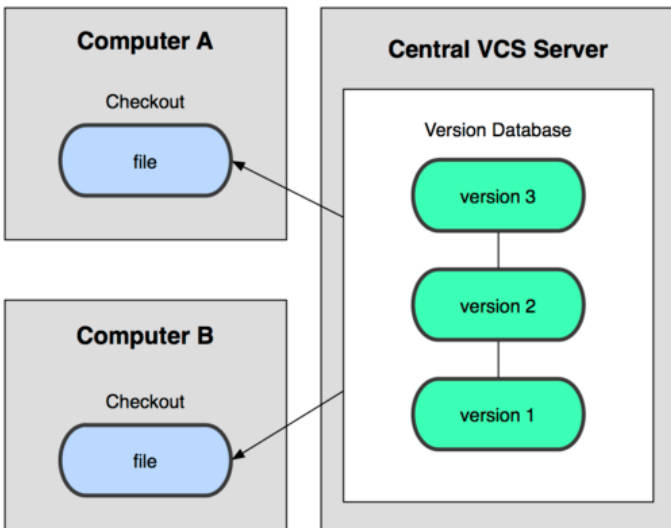 Computer A
Checkout
file
Computer B
Checkout
file
Central VCS Server
Version Database
version 3
version 2
version 1